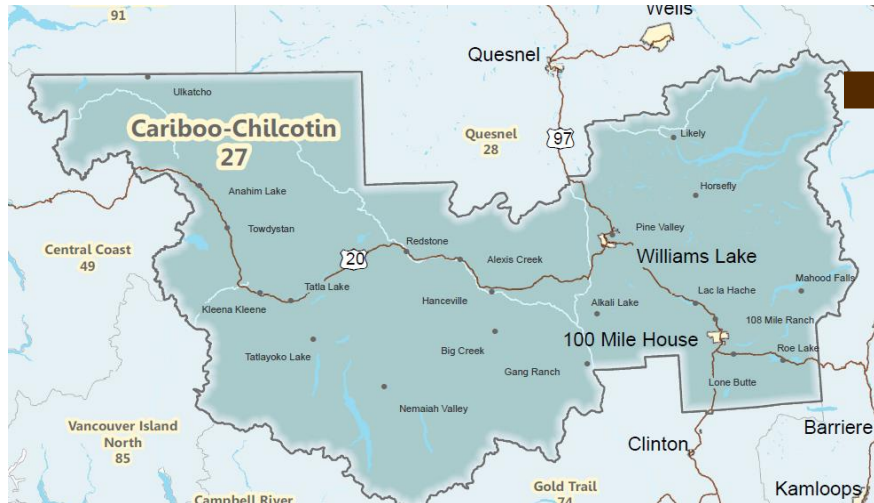 91
Wells
Quesnel
Ulkatcho
Cariboo-Chilcotin
27
Quesnel
28
97
Likely
Anahim Lake
Horsefly
Towdystan
Pine Valley
Central Coast
49
Redstone
20
Alexis Creek
Williams Lake
Tatla Lake
Mahood Falls
Kleena Kleene
Hanceville
Lac la Hache
Alkali Lake
108 Mile Ranch
100 Mile House
Tatlayoko Lake
Big Creek
Roe Lake
Gang Ranch
Lone Butte
Nemaiah Valley
Vancouver Island
North
85
Clinton
Barriere
Gold Trail
74
Campbell River
Kamloops